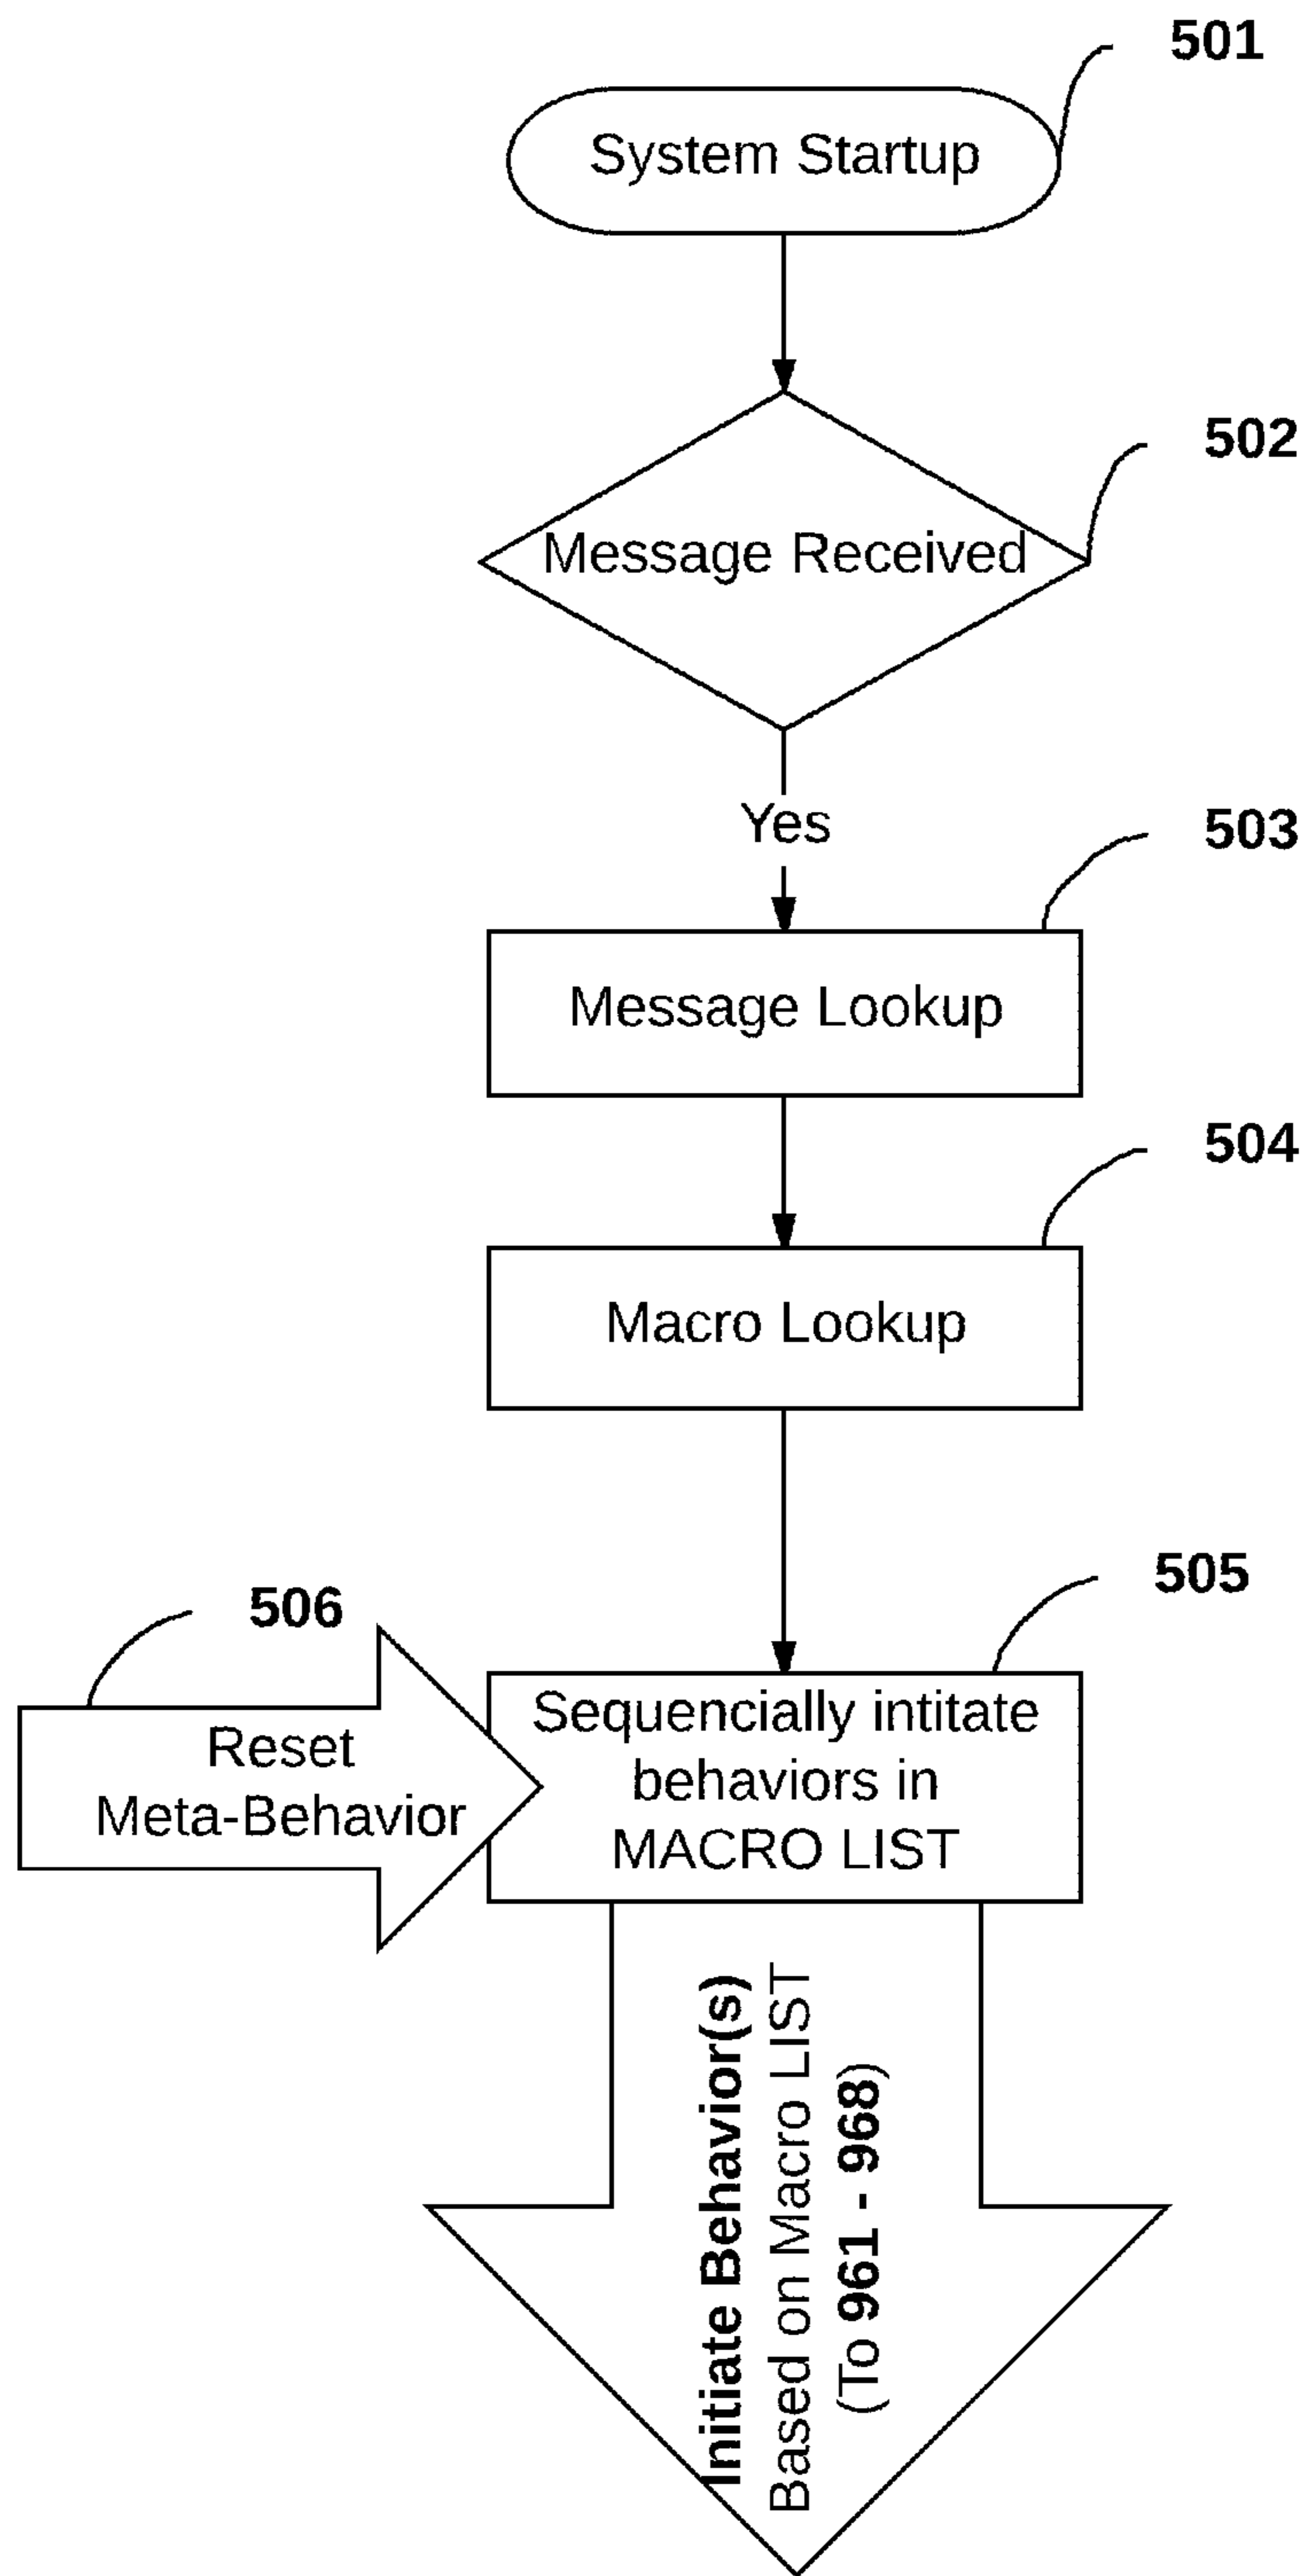 501
System Startup
502
Message Received
Yes
503
Message Lookup
504
Macro Lookup
505
506
Sequencially intitate
behaviors in
MACRO LIST
Reset
Meta-Behavior
Initiate Behavior(s)
Based on Macro LIST
(To 961 - 968)